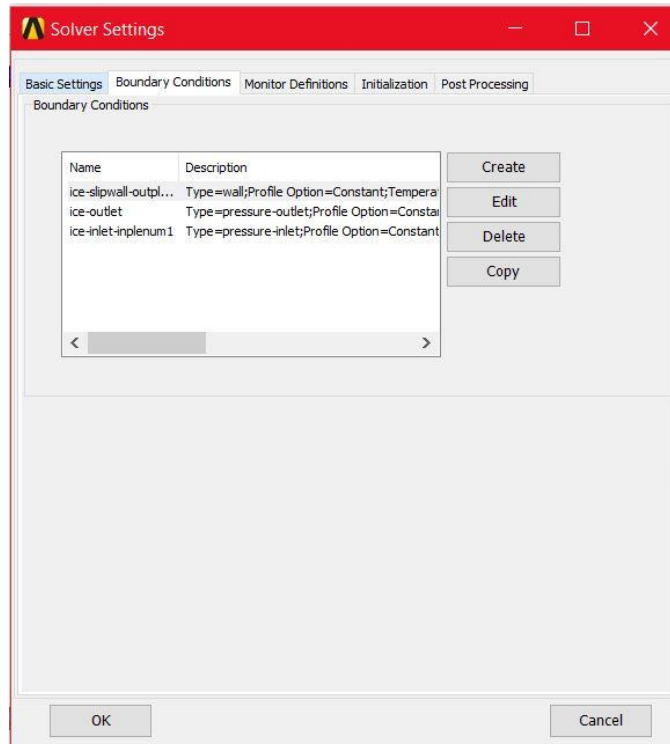 Solver Settings
Basic Settings Boundary Conditions Monitor Definitions Initialization Post Processing
Boundary Conditions
Name Description
ice-slipwall-outpl... Type=wall;Profile Option=Constant;Tempera
ice-outlet Type=pressure-outlet;Profile Option=Constar
ice-inlet-inplenum1 Type=pressure-inlet;Profile Option=Constant
Create
Edit
Delete
Copy
OK Cancel